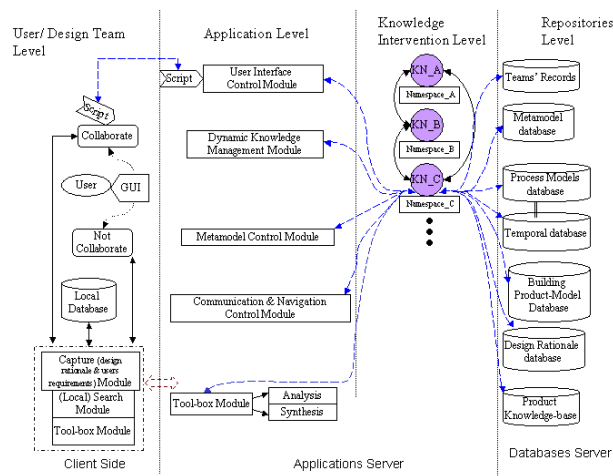 User/ Design Team
Level
Application Level
Knowledge
Intervention Level
Repositories
Level
Script
Collaborate
User
GUI
Not
Collaborate
Local
Database
Capture (design
rationale & users
requirements) Module
(Local) Search
Module
Tool-box Module
Client Side
Script
User Interface
Control Module
Dynamic Knowledge
Management Module
Metamodel Control Module
Communication & Navigation
Control Module
Tool-box Module
Analysis
Synthesis
Applications Server
KN_A
Namespace_A
KN_B
Namespace_B
KN_C
Namespace_C
Teams' Records
Metamodel
database
Process Models
database
Temporal database
Building
Product-Model
Database
Design Rationale
database
Product
Knowledge-base
Databases Server